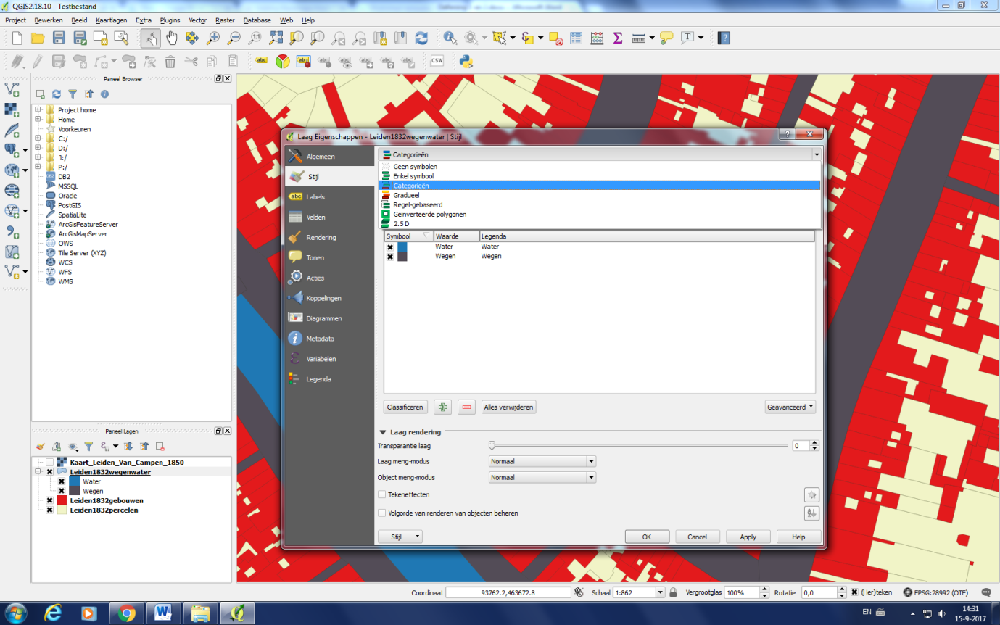 QGIS2.18.10 - Testbestand
Project Bewerken Beeld Kaartlagen Extra Plugins Vector Raster Database Web Help
Paneel Browser
Project home
Home
Voorkeuren
C:/
D:/
J:/
P:/
DB2
MSSQL
Oracle
PostGIS
SpatiaLite
ArcGisFeatureServer
ArcGisMapServer
OWS
Tile Server (XYZ)
WCS
WFS
WMS
Paneel Lagen
Kaart_Leiden_Van_Campen_1850
Leiden1832wegenwater
Water
Wegen
Leiden1832gebouwen
Leiden1832percelen
Laag Eigenschappen - Leiden1832wegenwater | Stijl
Algemeen
Stijl
Labels
Velden
Rendering
Tonen
Acties
Koppelingen
Diagrammen
Metadata
Variabelen
Legenda
Categorieën
Geen symbolen
Enkel symbool
Categorieën
Gradueel
Regel-gebaseerd
Geïnverteerde polygonen
2.5 D
Symbool Waarde Legenda
Water Water
Wegen Wegen
Classificeren Alles verwijderen Geavanceerd
Laag rendering
Transparantie laag 0
Laag meng-modus Normaal
Object meng-modus Normaal
Tekeneffecten
Volgorde van renderen van objecten beheren
Stijl OK Cancel Apply Help
Coordinaat 93762.2,463672.8 Schaal 1:862 Vergrootglas 100% Rotatie 0,0 (Her)teken EPSG:28992 (OTF)
EN 14:31
15-9-2017